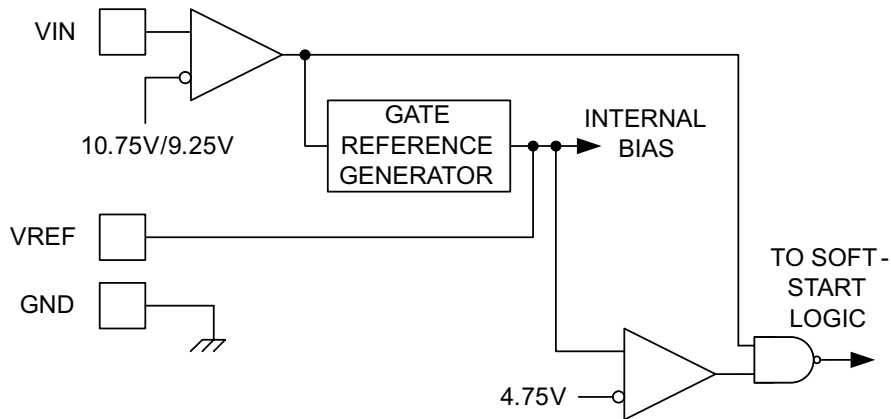 VIN
10.75V/9.25V
GATE
REFERENCE
GENERATOR
INTERNAL
BIAS
VREF
GND
TO SOFT-
START
LOGIC
4.75V